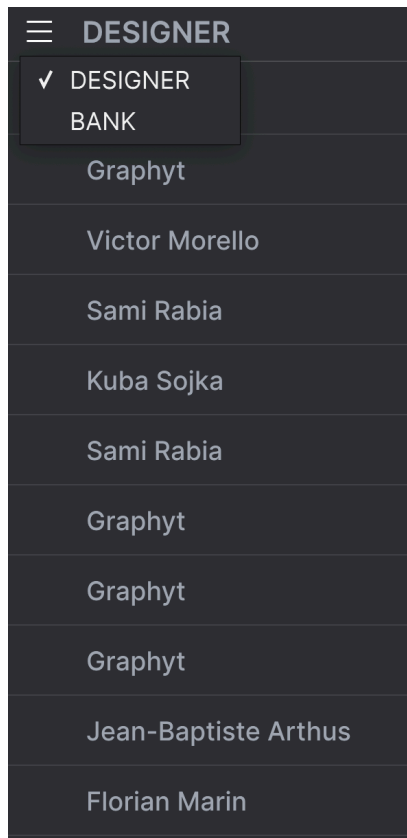 DESIGNER
✓ DESIGNER
BANK
Graphyt
Victor Morello
Sami Rabia
Kuba Sojka
Sami Rabia
Graphyt
Graphyt
Graphyt
Jean-Baptiste Arthus
Florian Marin